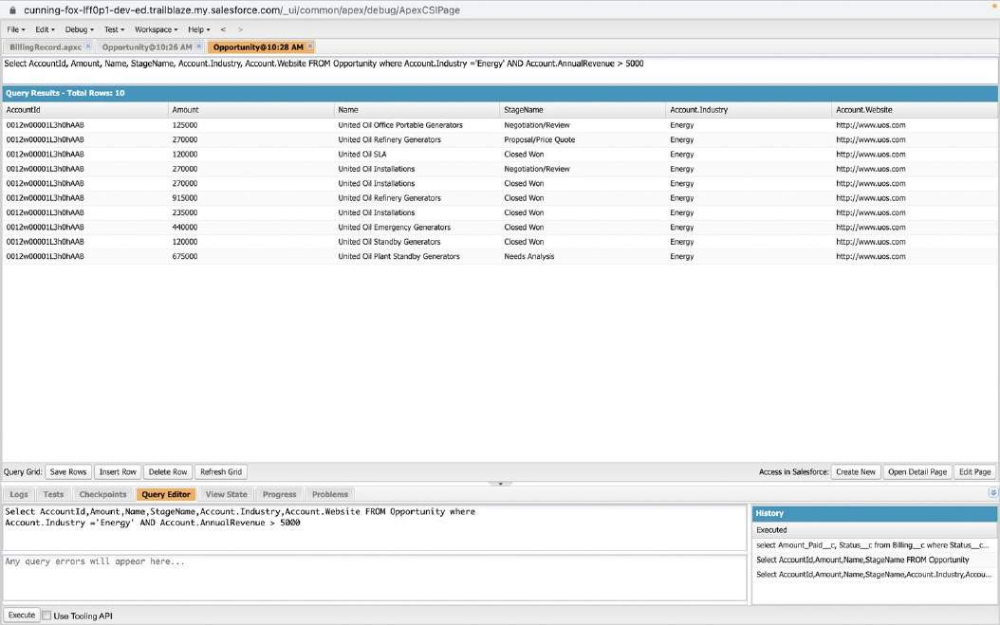 cunning-fox-lff0p1-dev-ed.trailblaze.my.salesforce.com/_ui/common/apex/debug/ApexCSIPage
File Edit Debug Test Workspace Help < >
BillingRecord.apxc Opportunity@10:26 AM Opportunity@10:28 AM
Select AccountId, Amount, Name, StageName, Account.Industry, Account.Website FROM Opportunity where Account.Industry ='Energy' AND Account.AnnualRevenue > 5000
Query Results - Total Rows: 10
AccountId Amount Name StageName Account.Industry Account.Website
0012w00001L3h0hAAB 125000 United Oil Office Portable Generators Negotiation/Review Energy http://www.uos.com
0012w00001L3h0hAAB 270000 United Oil Refinery Generators Proposal/Price Quote Energy http://www.uos.com
0012w00001L3h0hAAB 120000 United Oil SLA Closed Won Energy http://www.uos.com
0012w00001L3h0hAAB 270000 United Oil Installations Negotiation/Review Energy http://www.uos.com
0012w00001L3h0hAAB 270000 United Oil Installations Closed Won Energy http://www.uos.com
0012w00001L3h0hAAB 915000 United Oil Refinery Generators Closed Won Energy http://www.uos.com
0012w00001L3h0hAAB 235000 United Oil Installations Closed Won Energy http://www.uos.com
0012w00001L3h0hAAB 440000 United Oil Emergency Generators Closed Won Energy http://www.uos.com
0012w00001L3h0hAAB 120000 United Oil Standby Generators Closed Won Energy http://www.uos.com
0012w00001L3h0hAAB 675000 United Oil Plant Standby Generators Needs Analysis Energy http://www.uos.com
Query Grid: Save Rows Insert Row Delete Row Refresh Grid Access in Salesforce: Create New Open Detail Page Edit Page
Logs Tests Checkpoints Query Editor View State Progress Problems
Select AccountId,Amount,Name,StageName,Account.Industry,Account.Website FROM Opportunity where
Account.Industry ='Energy' AND Account.AnnualRevenue > 5000
Any query errors will appear here...
History
Executed
select Amount_Paid__c, Status__c from Billing__c where Status__c...
Select AccountId,Amount,Name,StageName FROM Opportunity
Select AccountId,Amount,Name,StageName,Account.Industry,Accou...
Execute Use Tooling API